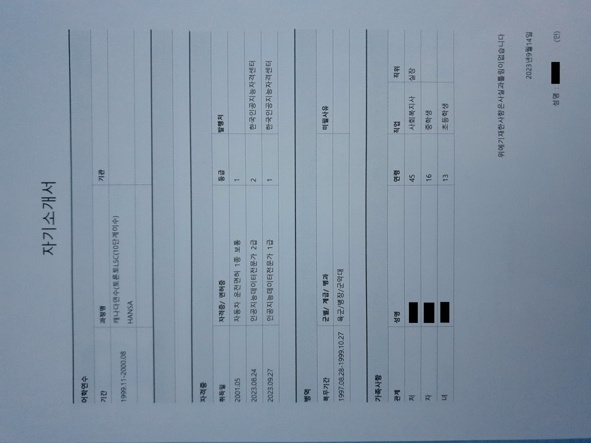 자기소개서
어학연수
기간 과정명 기관
1999.11-2000.08 캐나다연수(토론토LSC(10단계이수)
HANSA
자격증
취득일 자격증/ 면허증 등급 발행처
2001.05 자동차 운전면허 1종 보통 1
2023.08.24 인공지능데이터전문가 2급 2 한국인공지능자격센터
2023.09.27 인공지능데이터전문가 1급 1 한국인공지능자격센터
병역
복무기간 군별/ 계급/ 병과 미필사유
1997.08.28-1999.10.27 육군/병장/군악대
가족사항
관계 성명 연령 직업 직위
처 45 사회복지사 실장
자 16 중학생
녀 13 초등학생
위에기재한사항은사실과틀림이없습니다
2023년9월14일
성명 : (인)